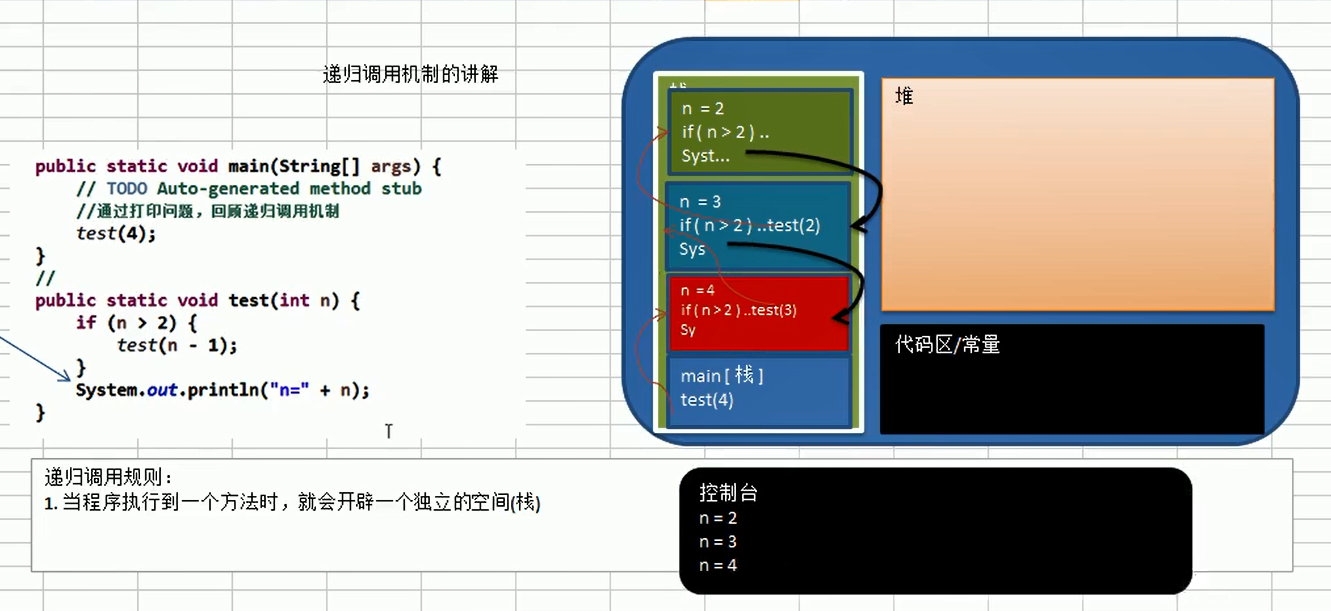 递归调用机制的讲解
public static void main(String[] args) {
// TODO Auto-generated method stub
//通过打印问题,回顾递归调用机制
test(4);
}
//
public static void test(int n) {
if (n > 2) {
test(n - 1);
}
System.out.println("n=" + n);
}
n = 2
if ( n > 2 ) ..
Syst...
n = 3
if ( n > 2 ) ..test(2)
Sys
n = 4
if ( n > 2 ) ..test(3)
Sy
main [ 栈 ]
test(4)
堆
代码区/常量
递归调用规则:
1. 当程序执行到一个方法时,就会开辟一个独立的空间(栈)
控制台
n = 2
n = 3
n = 4